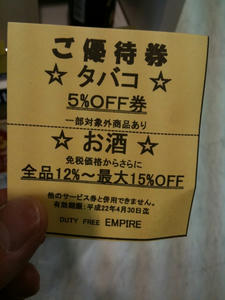 ご優待券
☆ タバコ ☆
5%OFF券
一部対象外商品あり
☆ お酒 ☆
免税価格からさらに
全品12%~最大15%OFF
他のサービス券と併用できません。
有効期限:平成22年4月30日迄
DUTY FREE EMPIRE